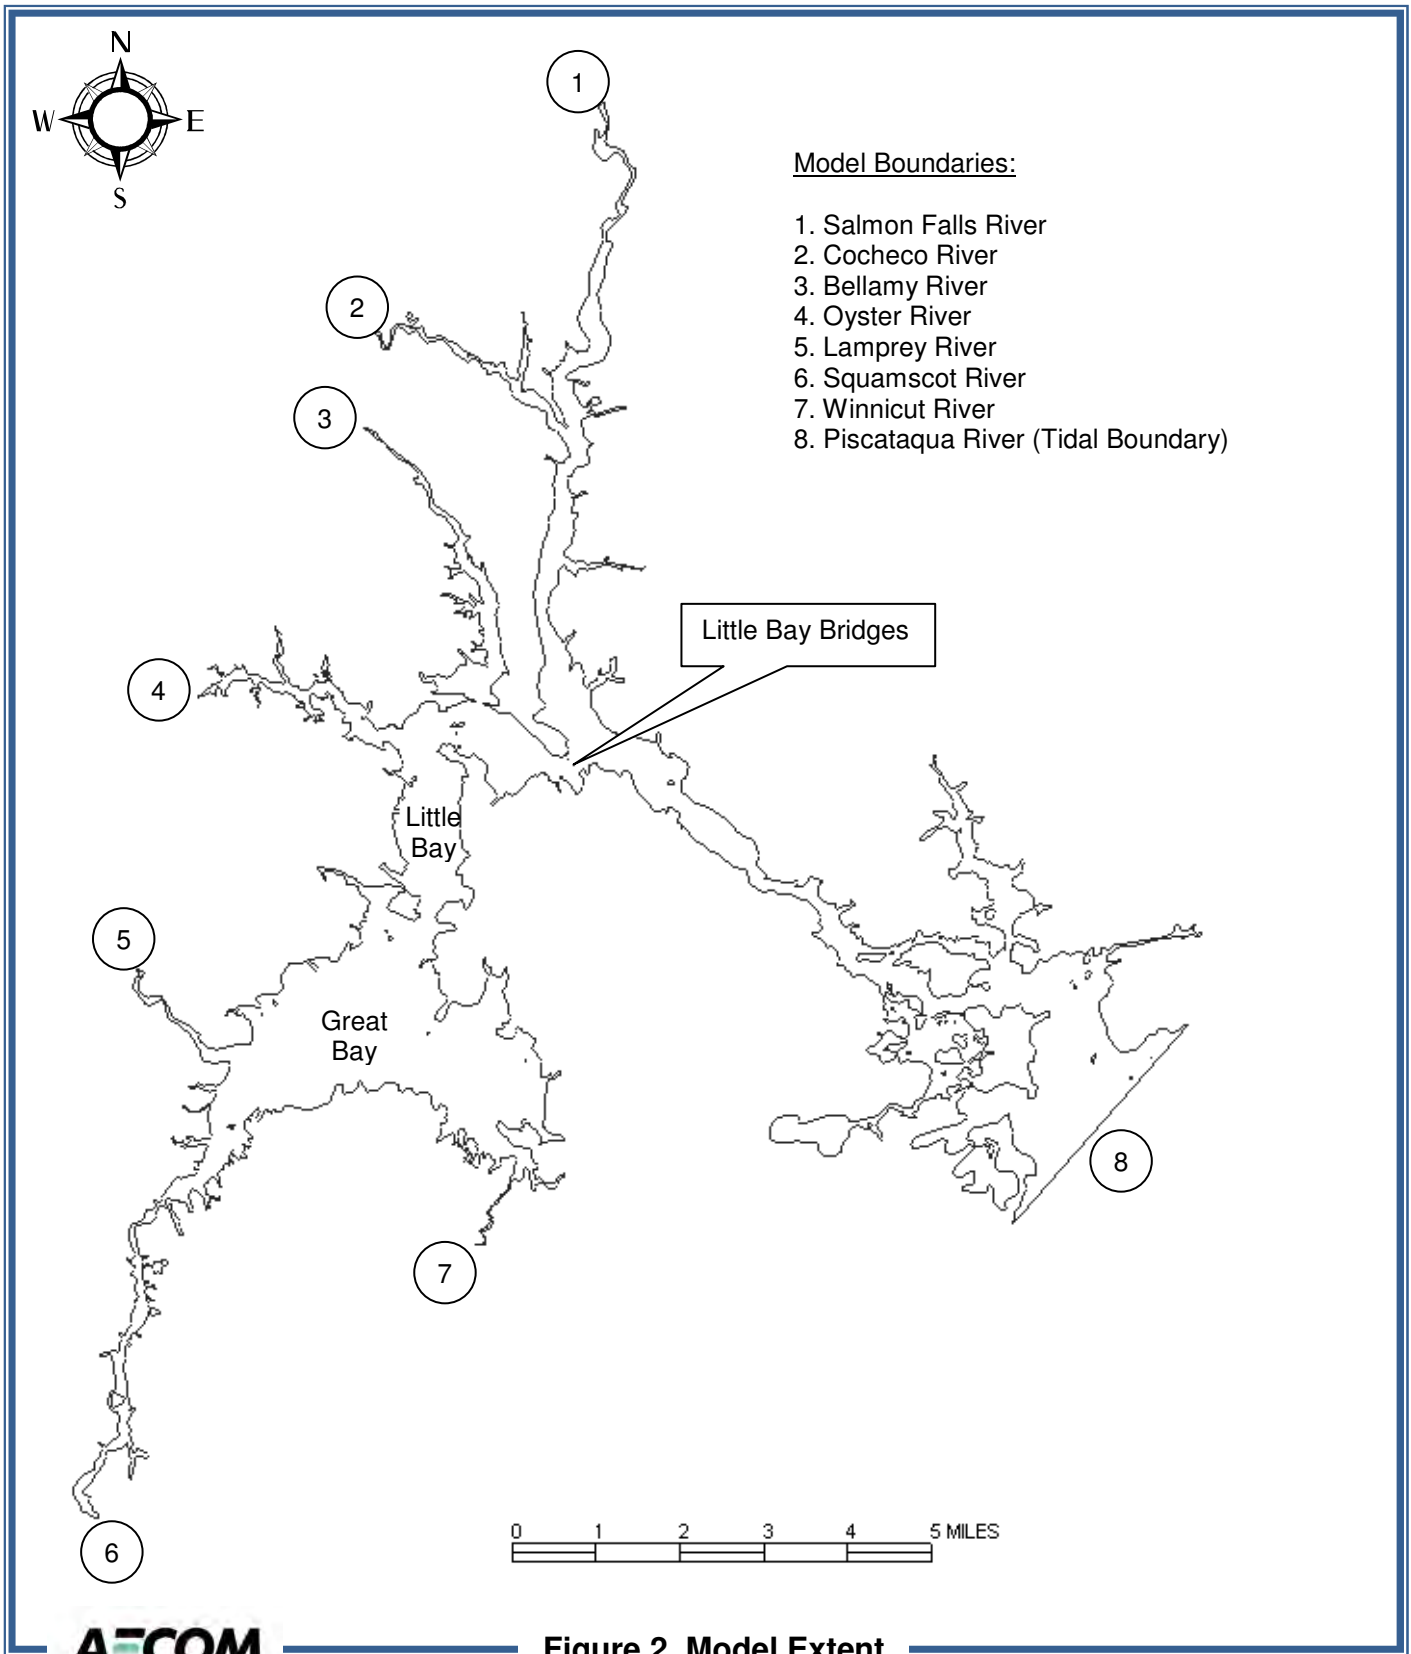 N
W E
S
1
Model Boundaries:
1. Salmon Falls River
2. Cocheco River
3. Bellamy River
4. Oyster River
5. Lamprey River
6. Squamscot River
7. Winnicut River
8. Piscataqua River (Tidal Boundary)
2
3
Little Bay Bridges
4
Little
Bay
5
Great
Bay
8
7
0 1 2 3 4 5 MILES
6
AECOM
Figure 2. Model Extent